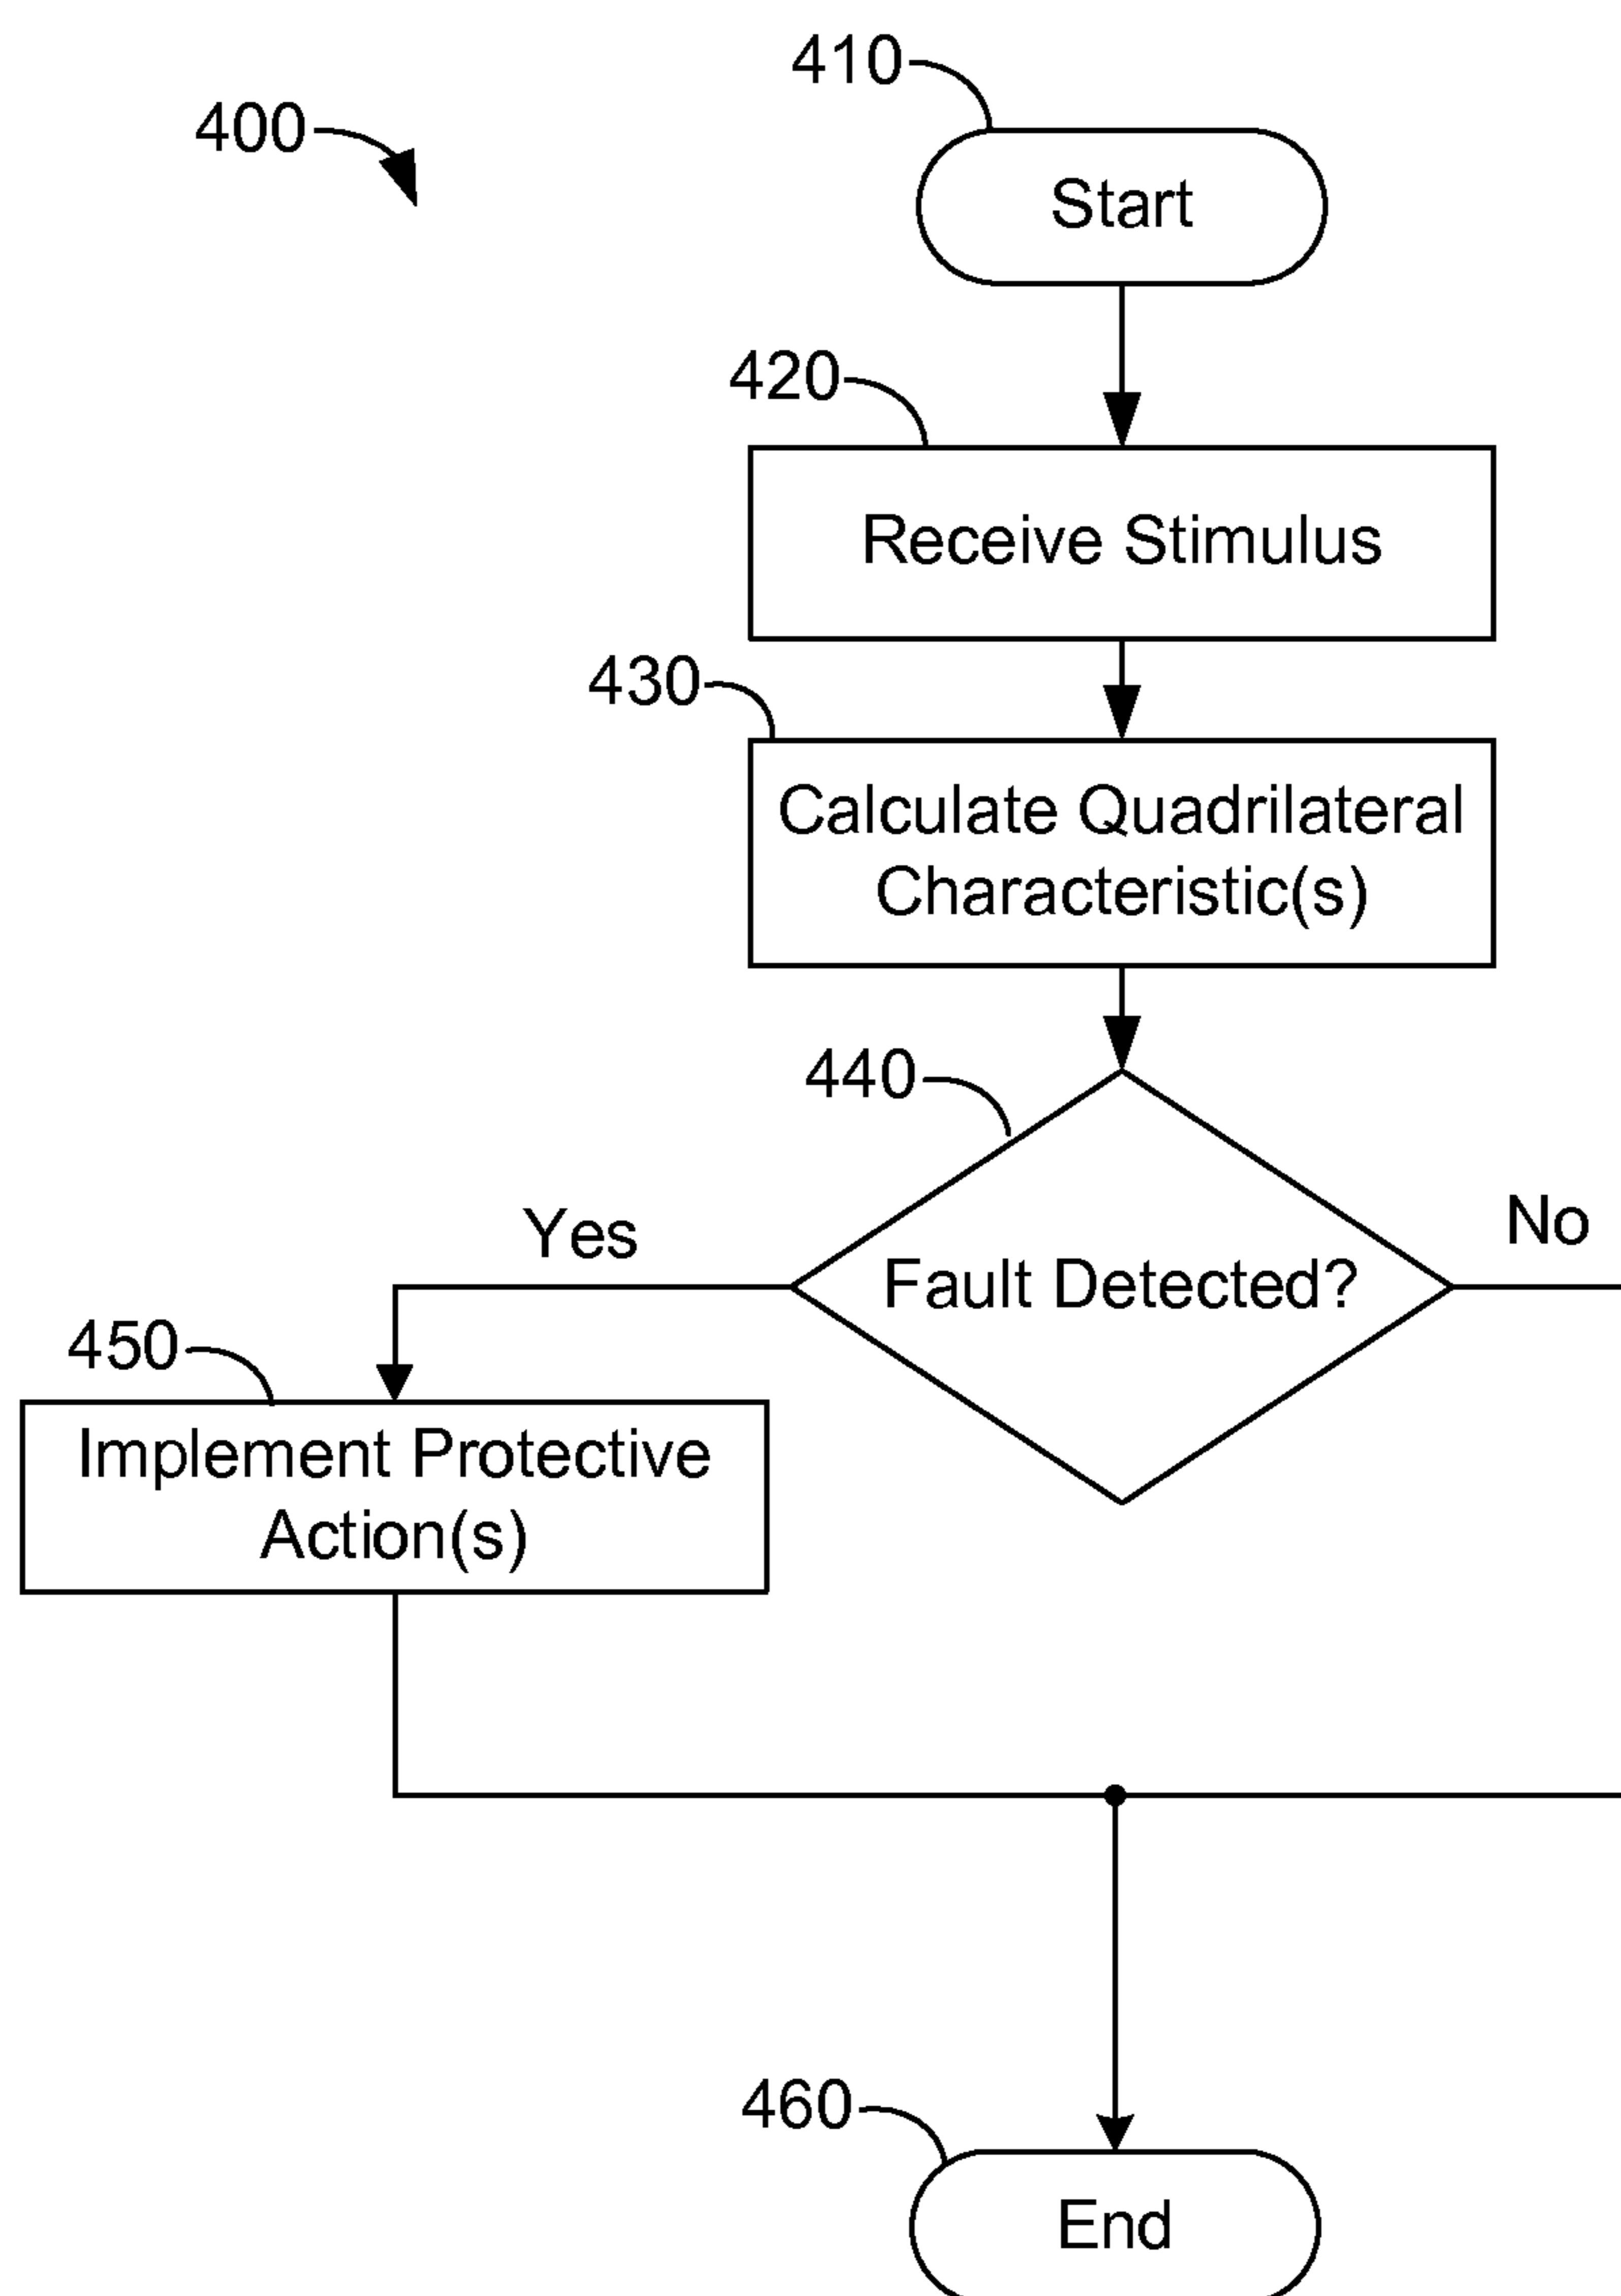 410
400
Start
420
Receive Stimulus
430
Calculate Quadrilateral
Characteristic(s)
440
Yes
No
Fault Detected?
450
Implement Protective
Action(s)
460
End